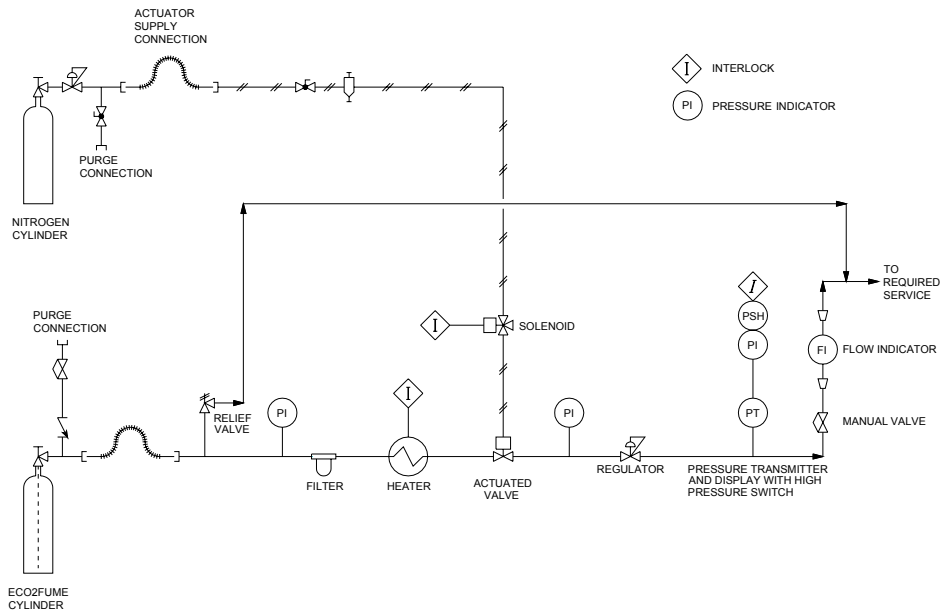 ACTUATOR
SUPPLY
CONNECTION
I
INTERLOCK
PI
PRESSURE INDICATOR
PURGE
CONNECTION
NITROGEN
CYLINDER
TO
REQUIRED
SERVICE
I
PURGE
CONNECTION
I
SOLENOID
PSH
PI
FI
FLOW INDICATOR
I
RELIEF
VALVE
PI
PI
PT
MANUAL VALVE
FILTER
HEATER
ACTUATED
VALVE
REGULATOR
PRESSURE TRANSMITTER
AND DISPLAY WITH HIGH
PRESSURE SWITCH
ECO2FUME
CYLINDER